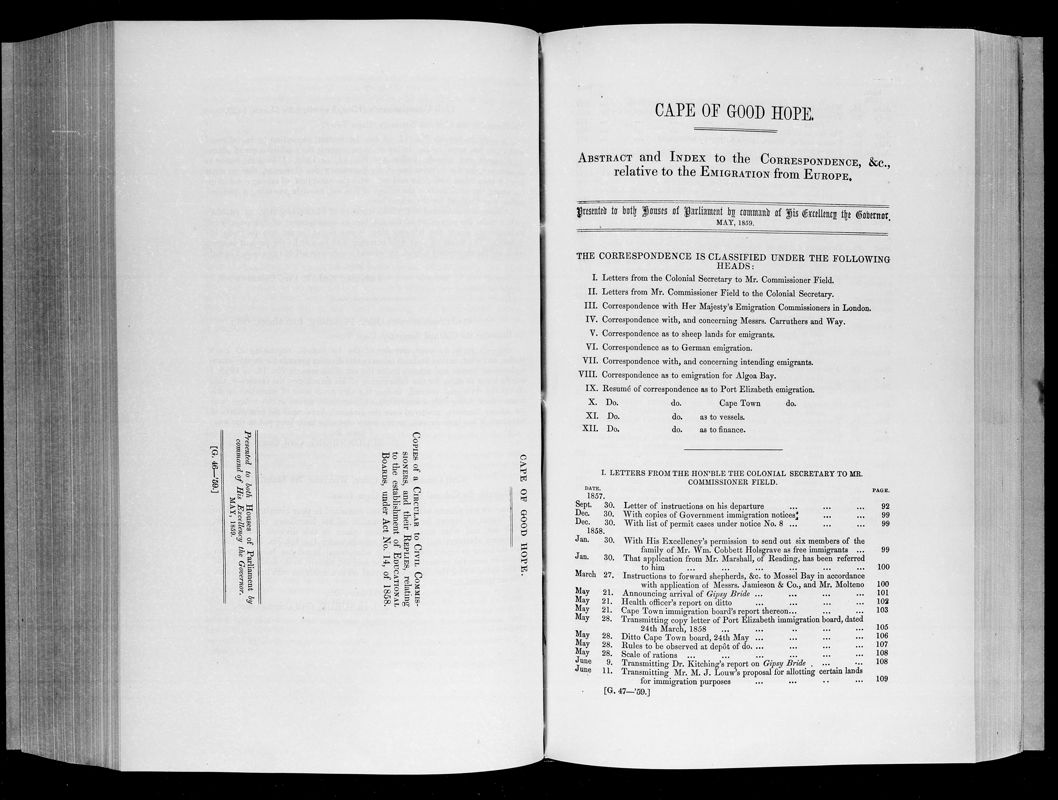 CAPE OF GOOD HOPE.
COPIES of a CIRCULAR to CIVIL COMMIS-
SIONERS, and their REPLIES, relating
to the establishment of EDUCATIONAL
BOARDS, under Act No. 14, of 1858.
Presented to both Houses of Parliament by
command of His Excellency the Governor.
MAY, 1859.
[G. 46—'59.]
CAPE OF GOOD HOPE.
ABSTRACT and INDEX to the CORRESPONDENCE, &c.,
relative to the EMIGRATION from EUROPE.
Presented to both Houses of Parliament by command of His Excellency the Governor.
MAY, 1859.
THE CORRESPONDENCE IS CLASSIFIED UNDER THE FOLLOWING
HEADS:
I. Letters from the Colonial Secretary to Mr. Commissioner Field.
II. Letters from Mr. Commissioner Field to the Colonial Secretary.
III. Correspondence with Her Majesty's Emigration Commissioners in London.
IV. Correspondence with, and concerning Messrs. Carruthers and Way.
V. Correspondence as to sheep lands for emigrants.
VI. Correspondence as to German emigration.
VII. Correspondence with, and concerning intending emigrants.
VIII. Correspondence as to emigration for Algoa Bay.
IX. Resumé of correspondence as to Port Elizabeth emigration.
X. Do. do. Cape Town do.
XI. Do. do. as to vessels.
XII. Do. do. as to finance.
I. LETTERS FROM THE HON'BLE THE COLONIAL SECRETARY TO MR.
COMMISSIONER FIELD.
DATE. PAGE.
1857.
Sept. 30. Letter of instructions on his departure ... ... ... 92
Dec. 30. With copies of Government immigration notices ... ... 99
Dec. 30. With list of permit cases under notice No. 8 ... ... ... 99
1858.
Jan. 30. With His Excellency's permission to send out six members of the
family of Mr. Wm. Cobbett Holsgrave as free immigrants ... 99
Jan. 30. That application from Mr. Marshall, of Reading, has been referred
to him ... ... ... ... ... ... 100
March 27. Instructions to forward shepherds, &c. to Mossel Bay in accordance
with application of Messrs. Jamieson & Co., and Mr. Molteno 100
May 21. Announcing arrival of Gipsy Bride ... ... ... ... 101
May 21. Health officer's report on ditto ... ... ... ... 102
May 21. Cape Town immigration board's report thereon... ... ... 103
May 28. Transmitting copy letter of Port Elizabeth immigration board, dated
24th March, 1858 ... ... .. ... ... 105
May 28. Ditto Cape Town board, 24th May ... ... ... ... 106
May 28. Rules to be observed at depôt of do. ... ... ... ... 107
May 28. Scale of rations ... ... ... ... ... ... 108
June 9. Transmitting Dr. Kitching's report on Gipsy Bride . ... ... 108
June 11. Transmitting Mr. M. J. Louw's proposal for allotting certain lands
for immigration purposes ... ... .. ... 109
[G. 47—'59.]